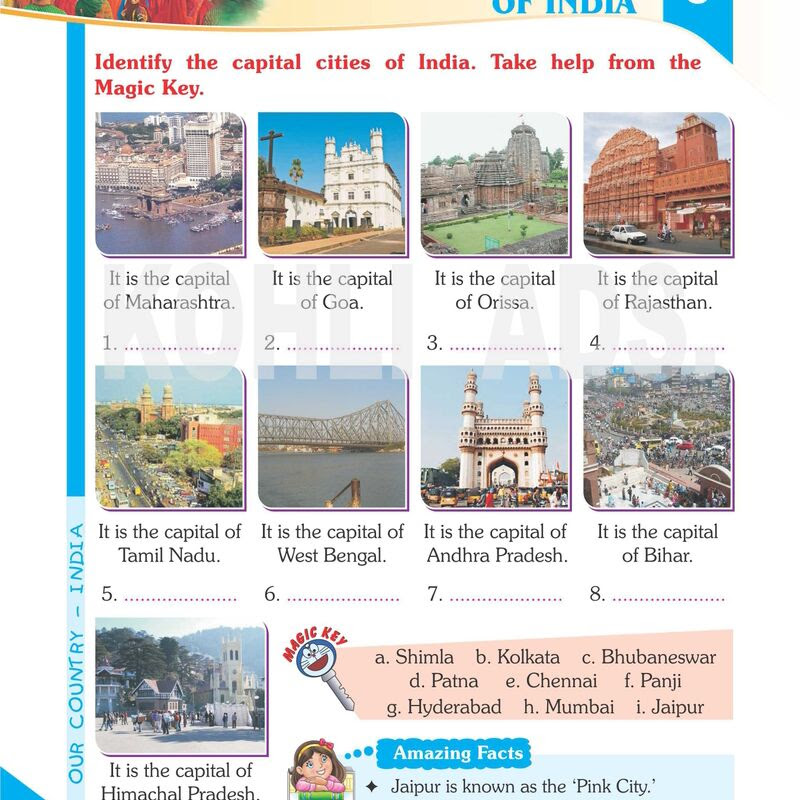 OF INDIA
Identify the capital cities of India. Take help from the
Magic Key.
It is the capital
of Maharashtra.
1. ......................
It is the capital
of Goa.
2. ......................
It is the capital
of Orissa.
3. ......................
It is the capital
of Rajasthan.
4. ......................
KOHLI ADS.
It is the capital of
Tamil Nadu.
5. ......................
It is the capital of
West Bengal.
6. ......................
It is the capital of
Andhra Pradesh.
7. ......................
It is the capital
of Bihar.
8. ......................
OUR COUNTRY - INDIA
It is the capital of
Himachal Pradesh.
MAGIC KEY
a. Shimla b. Kolkata c. Bhubaneswar
d. Patna e. Chennai f. Panji
g. Hyderabad h. Mumbai i. Jaipur
Amazing Facts
Jaipur is known as the ‘Pink City.’